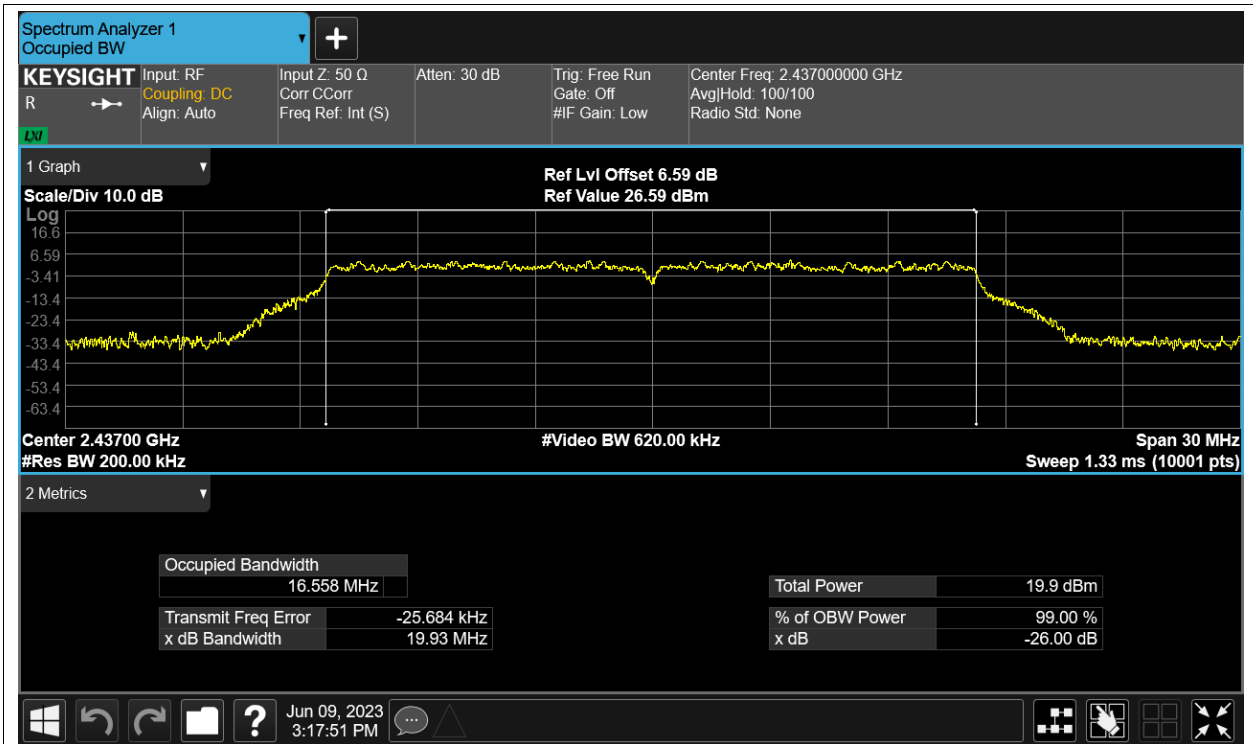 Spectrum Analyzer 1
Occupied BW
+
KEYSIGHT
R
LXI
Input: RF
Coupling: DC
Align: Auto
Input Z: 50 Ω
Corr CCorr
Freq Ref: Int (S)
Atten: 30 dB
Trig: Free Run
Gate: Off
#IF Gain: Low
Center Freq: 2.437000000 GHz
Avg|Hold: 100/100
Radio Std: None
1 Graph
Scale/Div 10.0 dB
Ref Lvl Offset 6.59 dB
Ref Value 26.59 dBm
Log
16.6
6.59
-3.41
-13.4
-23.4
-33.4
-43.4
-53.4
-63.4
Center 2.43700 GHz
#Video BW 620.00 kHz
Span 30 MHz
#Res BW 200.00 kHz
Sweep 1.33 ms (10001 pts)
2 Metrics
Occupied Bandwidth
16.558 MHz
Transmit Freq Error -25.684 kHz
x dB Bandwidth 19.93 MHz
Total Power 19.9 dBm
% of OBW Power 99.00 %
x dB -26.00 dB
?
Jun 09, 2023
3:17:51 PM